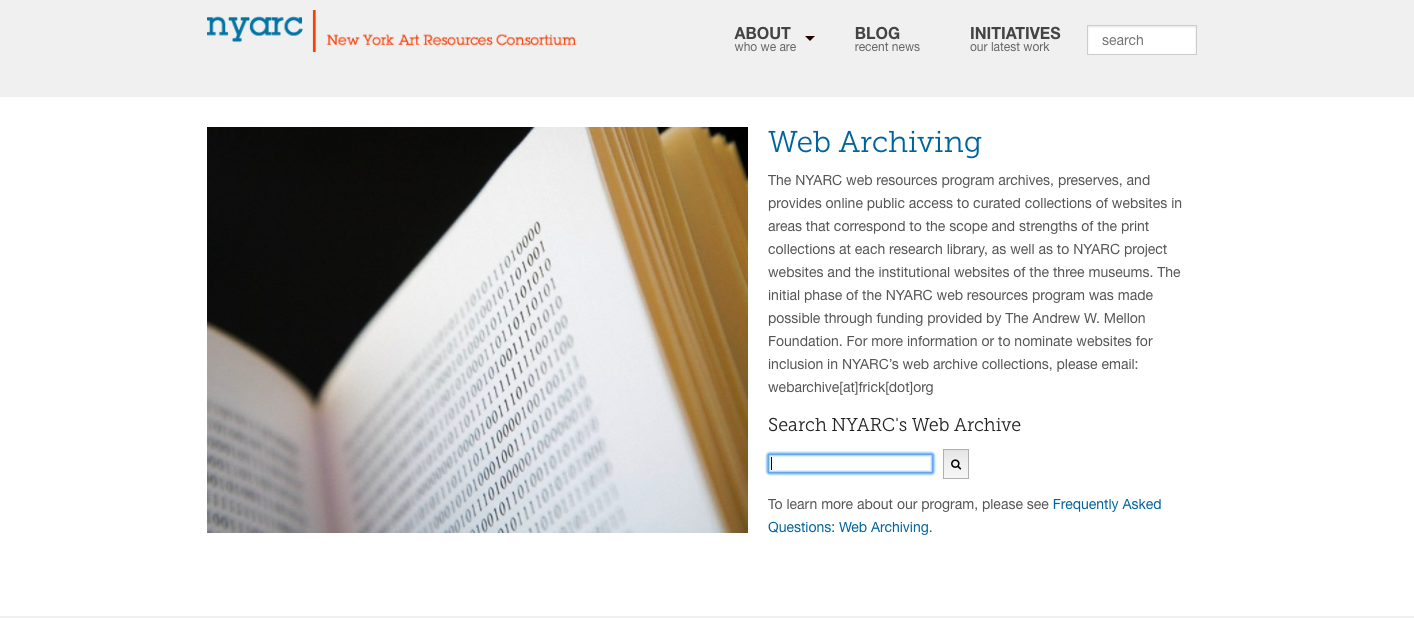 nyarc
New York Art Resources Consortium
ABOUT
who we are
BLOG
recent news
INITIATIVES
our latest work
search
Web Archiving
The NYARC web resources program archives, preserves, and
provides online public access to curated collections of websites in
areas that correspond to the scope and strengths of the print
collections at each research library, as well as to NYARC project
websites and the institutional websites of the three museums. The
initial phase of the NYARC web resources program was made
possible through funding provided by The Andrew W. Mellon
Foundation. For more information or to nominate websites for
inclusion in NYARC’s web archive collections, please email:
webarchive[at]frick[dot]org
Search NYARC's Web Archive
To learn more about our program, please see Frequently Asked
Questions: Web Archiving.